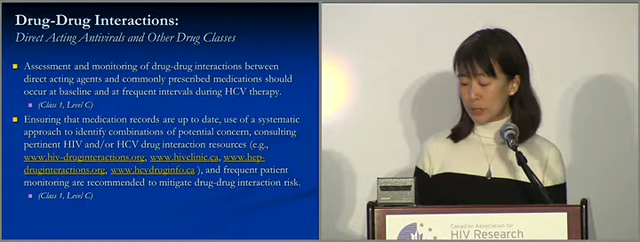 Drug-Drug Interactions:
Direct Acting Antivirals and Other Drug Classes
Assessment and monitoring of drug-drug interactions between
direct acting agents and commonly prescribed medications should
occur at baseline and at frequent intervals during HCV therapy.
(Class 1, Level C)
Ensuring that medication records are up to date, use of a systematic
approach to identify combinations of potential concern, consulting
pertinent HIV and/or HCV drug interaction resources (e.g.,
www.hiv-druginteractions.org, www.hivclinic.ca, www.hep-
druginteractions.org, www.hcvdruginfo.ca ), and frequent patient
monitoring are recommended to mitigate drug-drug interaction risk.
(Class 1, Level C)
Canadian Association for
HIV Research